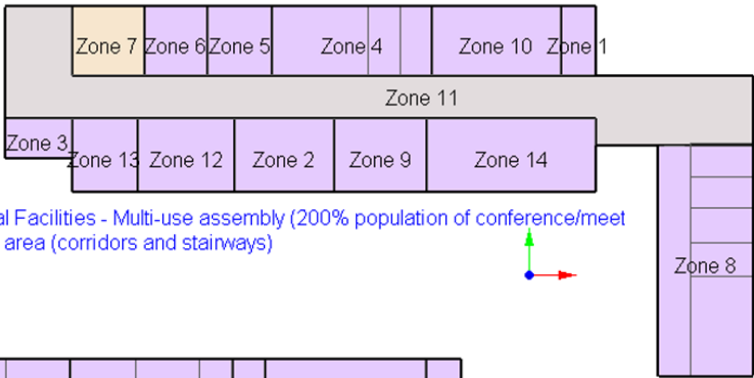 Zone 7 Zone 6 Zone 5 Zone 4 Zone 10 Zone 1
Zone 11
Zone 3
Zone 13 Zone 12 Zone 2 Zone 9 Zone 14
al Facilities - Multi-use assembly (200% population of conference/meet
area (corridors and stairways)
Zone 8